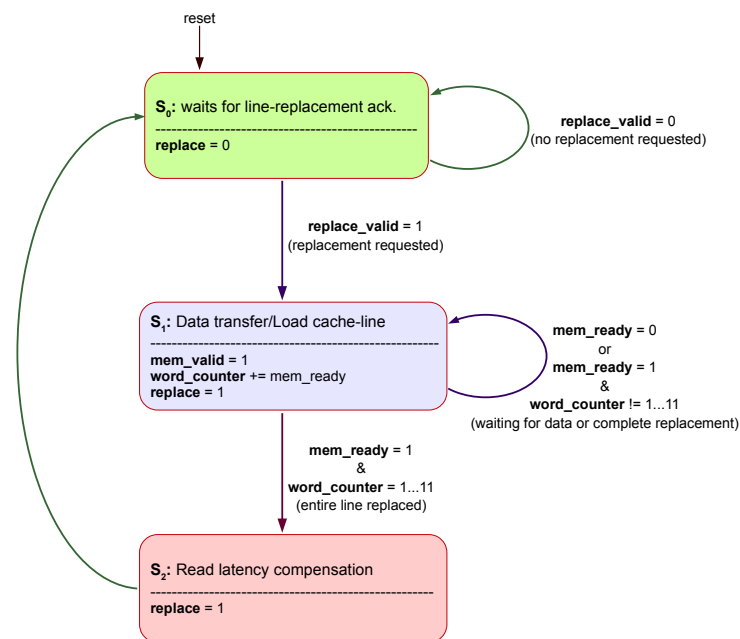 reset
S0: waits for line-replacement ack.
------------------------------------------------------
replace = 0
replace_valid = 0
(no replacement requested)
replace_valid = 1
(replacement requested)
S1: Data transfer/Load cache-line
------------------------------------------------------
mem_valid = 1
word_counter += mem_ready
replace = 1
mem_ready = 0
or
mem_ready = 1
&
word_counter != 1...11
(waiting for data or complete replacement)
mem_ready = 1
&
word_counter = 1...11
(entire line replaced)
S2: Read latency compensation
------------------------------------------------------
replace = 1